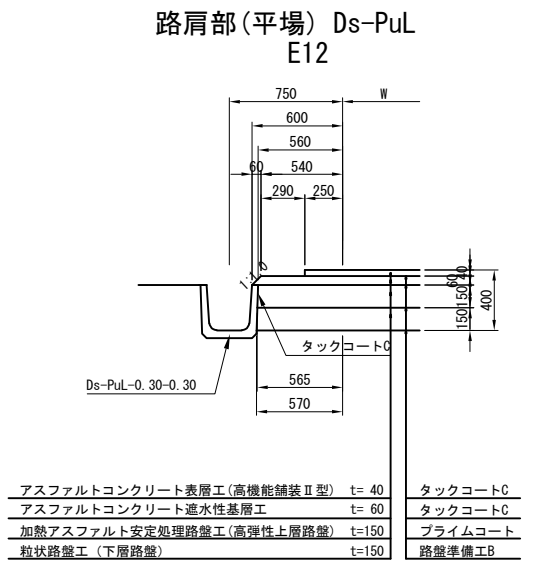 路肩部(平場) Ds-PuL
E12
750
W
600
560
60
540
290
250
1:1.0
60
40
150
150
400
タックコートC
Ds-PuL-0.30-0.30
565
570
アスファルトコンクリート表層工(高機能舗装Ⅱ型) t= 40 タックコートC
アスファルトコンクリート遮水性基層工 t= 60 タックコートC
加熱アスファルト安定処理路盤工(高弾性上層路盤) t=150 プライムコート
粒状路盤工 (下層路盤) t=150 路盤準備工B